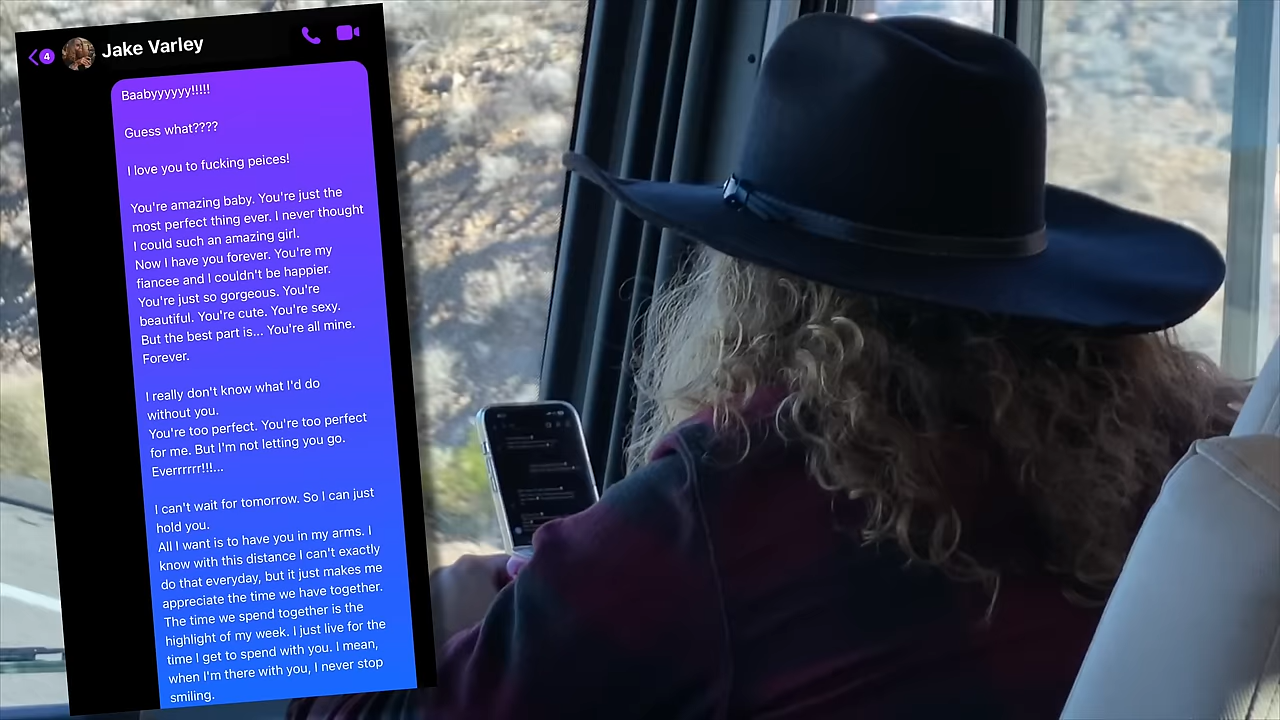 4
Jake Varley
Baabyyyyyy!!!!!
Guess what????
I love you to fucking peices!
You're amazing baby. You're just the
most perfect thing ever. I never thought
I could such an amazing girl.
Now I have you forever. You're my
fiancee and I couldn't be happier.
You're just so gorgeous. You're
beautiful. You're cute. You're sexy.
But the best part is... You're all mine.
Forever.
I really don't know what I'd do
without you.
You're too perfect. You're too perfect
for me. But I'm not letting you go.
Everrrrrr!!!...
I can't wait for tomorrow. So I can just
hold you.
All I want is to have you in my arms. I
know with this distance I can't exactly
do that everyday, but it just makes me
appreciate the time we have together.
The time we spend together is the
highlight of my week. I just live for the
time I get to spend with you. I mean,
when I'm there with you, I never stop
smiling.